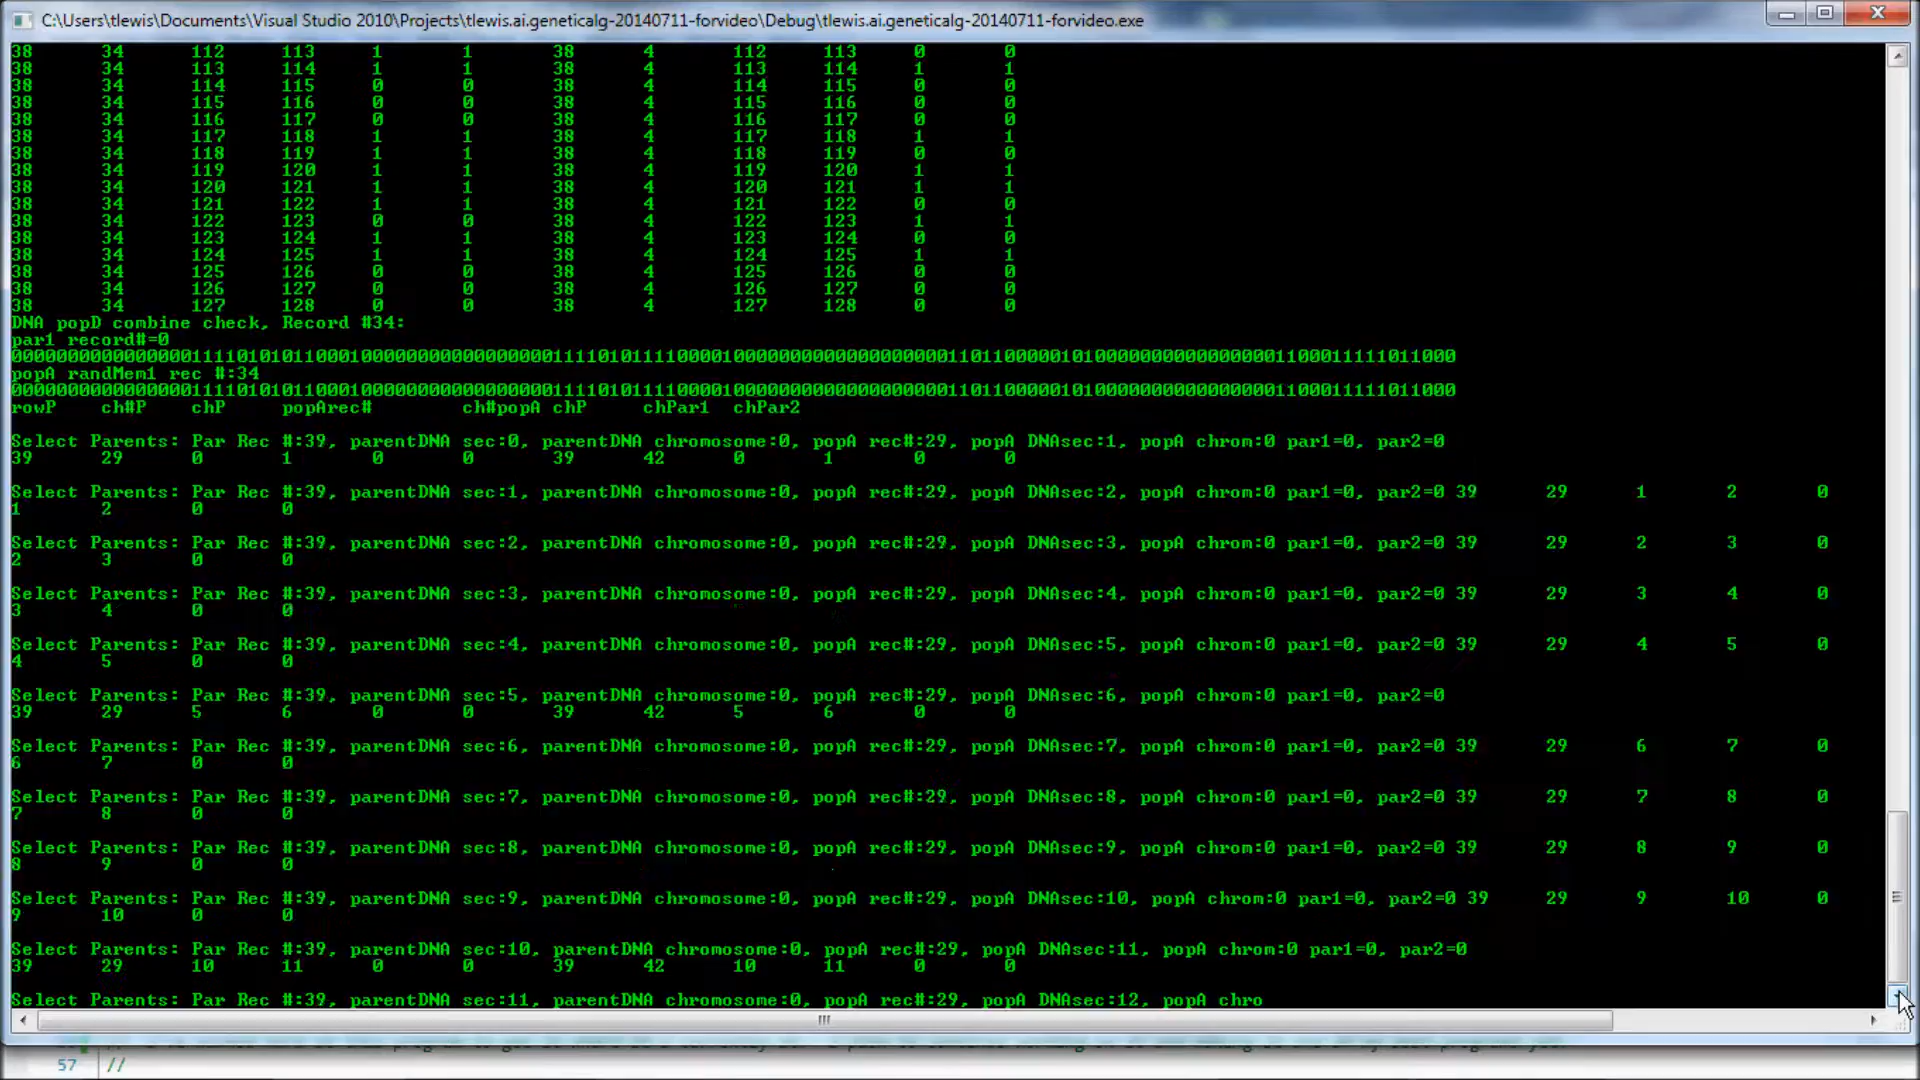 C:\Users\tlewis\Documents\Visual Studio 2010\Projects\tlewis.ai.geneticalg-20140711-forvideo\Debug\tlewis.ai.geneticalg-20140711-forvideo.exe
38 34 112 113 1 1 38 4 112 113 0 0
38 34 113 114 1 1 38 4 113 114 1 1
38 34 114 115 0 0 38 4 114 115 0 0
38 34 115 116 0 0 38 4 115 116 0 0
38 34 116 117 0 0 38 4 116 117 0 0
38 34 117 118 1 1 38 4 117 118 1 1
38 34 118 119 1 1 38 4 118 119 0 0
38 34 119 120 1 1 38 4 119 120 1 1
38 34 120 121 1 1 38 4 120 121 1 1
38 34 121 122 1 1 38 4 121 122 0 0
38 34 122 123 0 0 38 4 122 123 1 1
38 34 123 124 1 1 38 4 123 124 0 0
38 34 124 125 1 1 38 4 124 125 1 1
38 34 125 126 0 0 38 4 125 126 0 0
38 34 126 127 0 0 38 4 126 127 0 0
38 34 127 128 0 0 38 4 127 128 0 0
DNA popD combine check, Record #34:
par1 record#=0
popA randMem1 rec #:34
rowP ch#P chP popArec# ch#popA chP chPar1 chPar2
Select Parents: Par Rec #:39, parentDNA sec:0, parentDNA chromosome:0, popA rec#:29, popA DNAsec:1, popA chrom:0 par1=0, par2=0
39 29 0 1 0 0 39 42 0 1 0 0
Select Parents: Par Rec #:39, parentDNA sec:1, parentDNA chromosome:0, popA rec#:29, popA DNAsec:2, popA chrom:0 par1=0, par2=0 39 29 1 2 0
1 2 0 0
Select Parents: Par Rec #:39, parentDNA sec:2, parentDNA chromosome:0, popA rec#:29, popA DNAsec:3, popA chrom:0 par1=0, par2=0 39 29 2 3 0
2 3 0 0
Select Parents: Par Rec #:39, parentDNA sec:3, parentDNA chromosome:0, popA rec#:29, popA DNAsec:4, popA chrom:0 par1=0, par2=0 39 29 3 4 0
3 4 0 0
Select Parents: Par Rec #:39, parentDNA sec:4, parentDNA chromosome:0, popA rec#:29, popA DNAsec:5, popA chrom:0 par1=0, par2=0 39 29 4 5 0
4 5 0 0
Select Parents: Par Rec #:39, parentDNA sec:5, parentDNA chromosome:0, popA rec#:29, popA DNAsec:6, popA chrom:0 par1=0, par2=0
39 29 5 6 0 0 39 42 5 6 0 0
Select Parents: Par Rec #:39, parentDNA sec:6, parentDNA chromosome:0, popA rec#:29, popA DNAsec:7, popA chrom:0 par1=0, par2=0 39 29 6 7 0
6 7 0 0
Select Parents: Par Rec #:39, parentDNA sec:7, parentDNA chromosome:0, popA rec#:29, popA DNAsec:8, popA chrom:0 par1=0, par2=0 39 29 7 8 0
7 8 0 0
Select Parents: Par Rec #:39, parentDNA sec:8, parentDNA chromosome:0, popA rec#:29, popA DNAsec:9, popA chrom:0 par1=0, par2=0 39 29 8 9 0
8 9 0 0
Select Parents: Par Rec #:39, parentDNA sec:9, parentDNA chromosome:0, popA rec#:29, popA DNAsec:10, popA chrom:0 par1=0, par2=0 39 29 9 10 0
9 10 0 0
Select Parents: Par Rec #:39, parentDNA sec:10, parentDNA chromosome:0, popA rec#:29, popA DNAsec:11, popA chrom:0 par1=0, par2=0
39 29 10 11 0 0 39 42 10 11 0 0
Select Parents: Par Rec #:39, parentDNA sec:11, parentDNA chromosome:0, popA rec#:29, popA DNAsec:12, popA chro
57 //